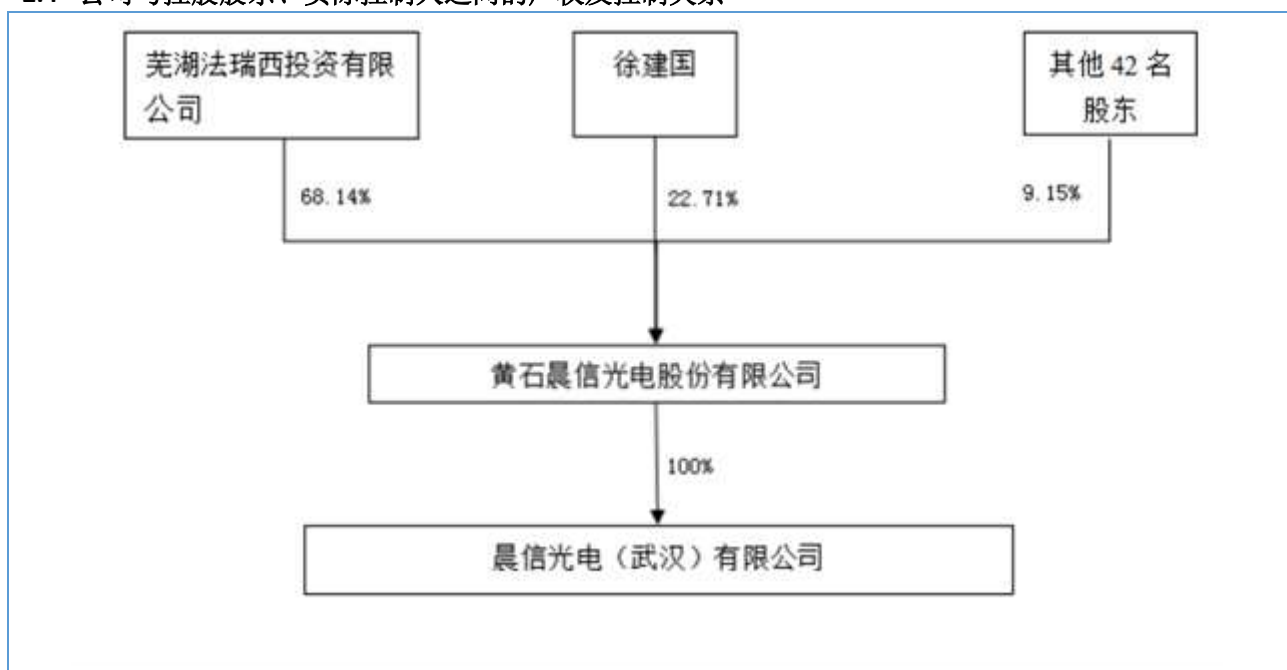 芜湖法瑞西投资有限
公司
徐建国
其他 42 名
股东
68.14%
22.71%
9.15%
黄石晨信光电股份有限公司
100%
晨信光电（武汉）有限公司